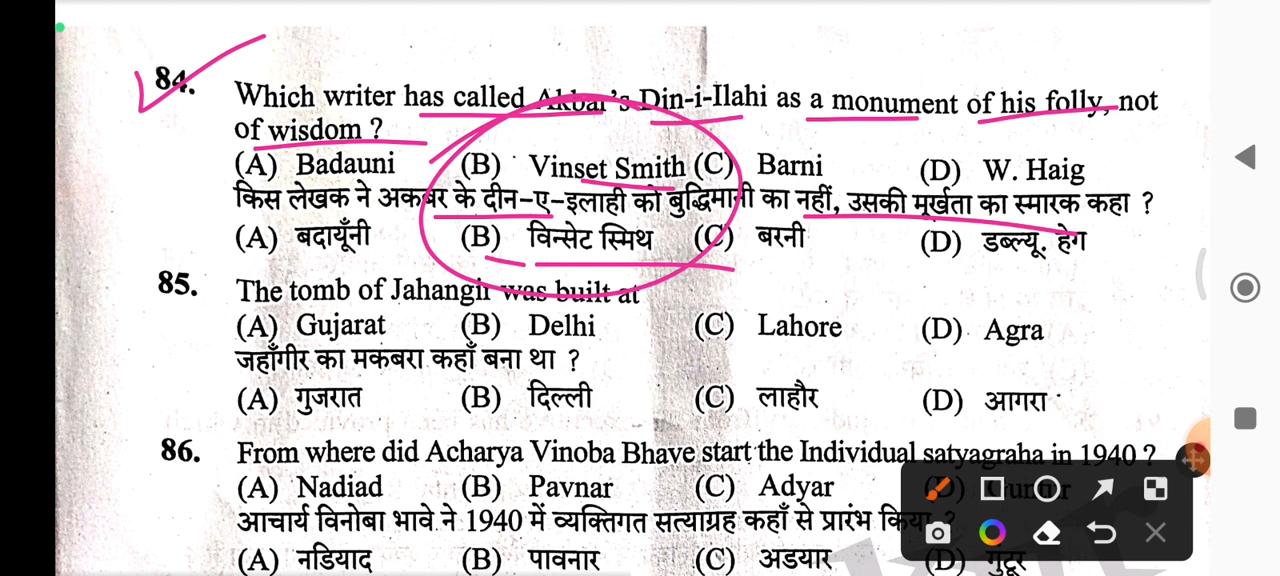 84. Which writer has called Akbar's Din-i-Ilahi as a monument of his folly, not
of wisdom ?
(A) Badauni (B) Vinset Smith (C) Barni (D) W. Haig
किस लेखक ने अकबर के दीन-ए-इलाही को बुद्धिमानी का नहीं, उसकी मूर्खता का स्मारक कहा ?
(A) बदायूँनी (B) विन्सेट स्मिथ (C) बरनी (D) डब्ल्यू. हेग
85. The tomb of Jahangir was built at
(A) Gujarat (B) Delhi (C) Lahore (D) Agra
जहाँगीर का मकबरा कहाँ बना था ?
(A) गुजरात (B) दिल्ली (C) लाहौर (D) आगरा
86. From where did Acharya Vinoba Bhave start the Individual satyagraha in 1940 ?
(A) Nadiad (B) Pavnar (C) Adyar (D) Guntur
आचार्य विनोबा भावे ने 1940 में व्यक्तिगत सत्याग्रह कहाँ से प्रारंभ किया ?
(A) नडियाद (B) पावनार (C) अडयार (D) गुंटूर